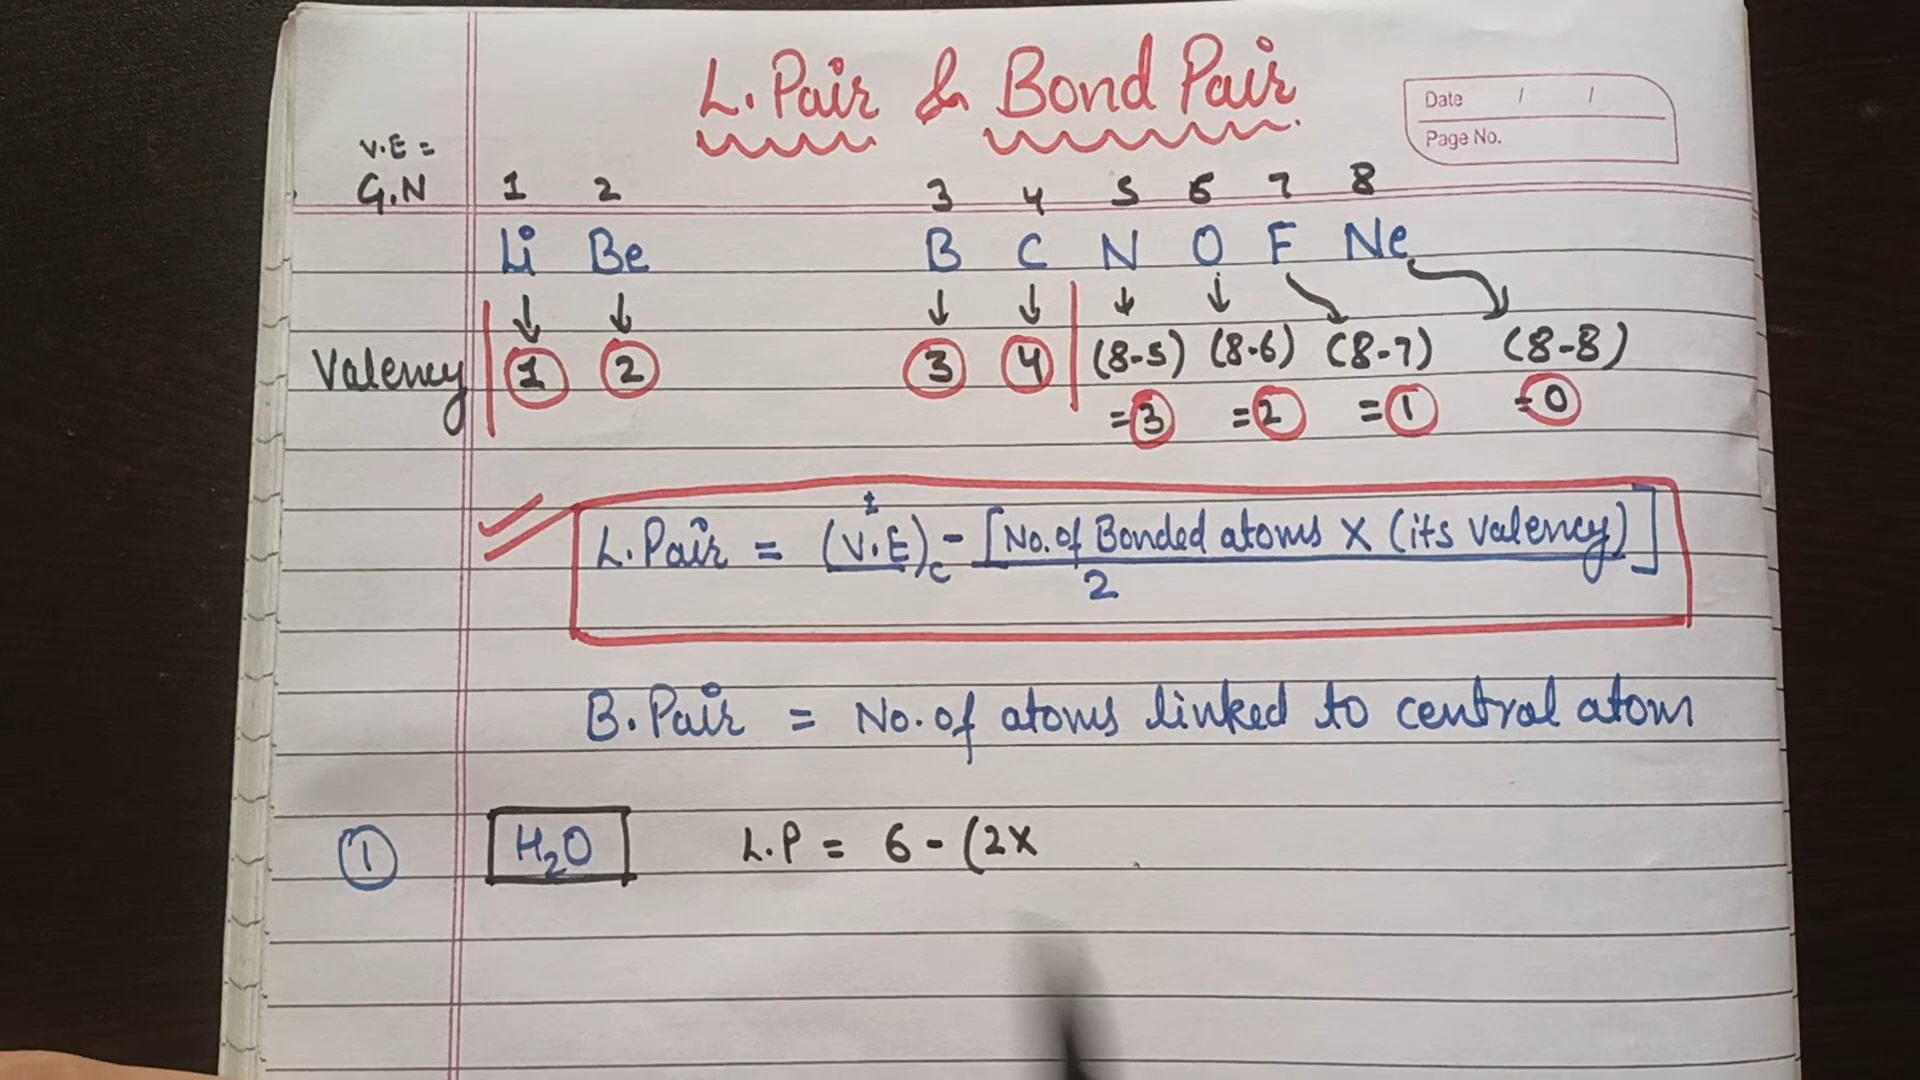 L.Pair & Bond Pair
Date / /
Page No.
V.E =
G.N 1 2 3 4 5 6 7 8
Li Be B C N O F Ne
Valency 1 2 3 4 (8-5) (8-6) (8-7) (8-8)
=3 =2 =1 =0
L.Pair = (V.E)c - [No. of Bonded atoms X (its valency)]
2
B.Pair = No. of atoms linked to central atom
1 H2O L.P = 6 - (2X